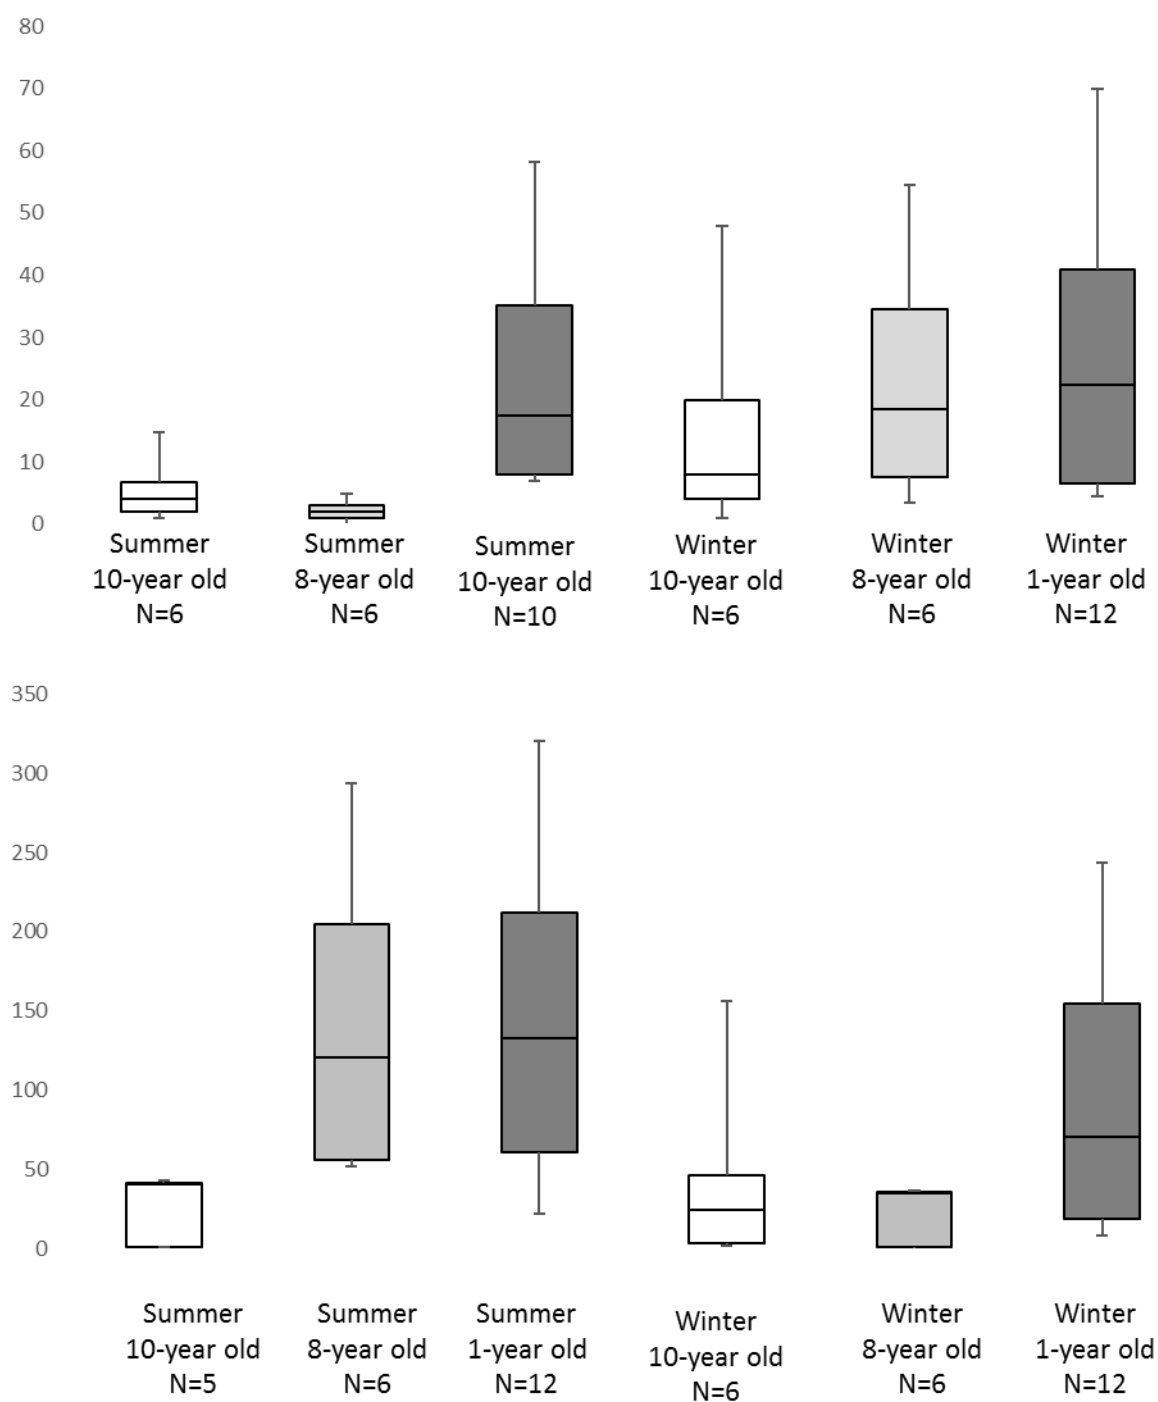 80
70
60
50
40
30
20
10
0
Summer
10-year old
N=6
Summer
8-year old
N=6
Summer
10-year old
N=10
Winter
10-year old
N=6
Winter
8-year old
N=6
Winter
1-year old
N=12
350
300
250
200
150
100
50
0
Summer
10-year old
N=5
Summer
8-year old
N=6
Summer
1-year old
N=12
Winter
10-year old
N=6
Winter
8-year old
N=6
Winter
1-year old
N=12